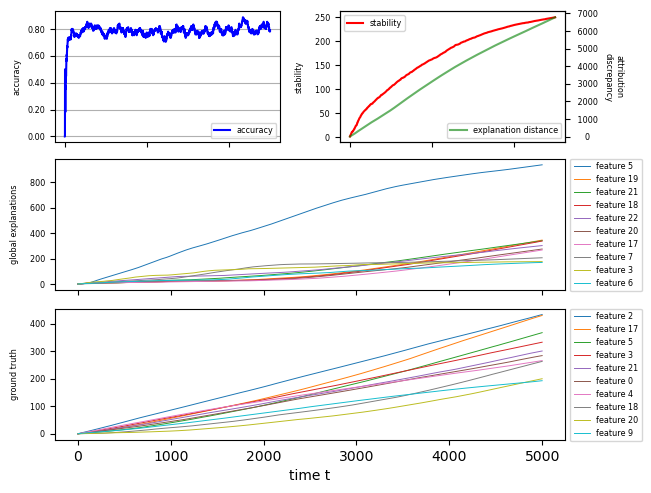 0.80
0.60
0.40
0.20
0.00
accuracy
accuracy
250
200
150
100
50
0
stability
stability
explanation distance
7000
6000
5000
4000
3000
2000
1000
0
attribution
discrepancy
800
600
400
200
0
global explanations
feature 5
feature 19
feature 21
feature 18
feature 22
feature 20
feature 17
feature 7
feature 3
feature 6
400
300
200
100
0
ground truth
feature 2
feature 17
feature 5
feature 3
feature 21
feature 0
feature 4
feature 18
feature 20
feature 9
0 1000 2000 3000 4000 5000
time t